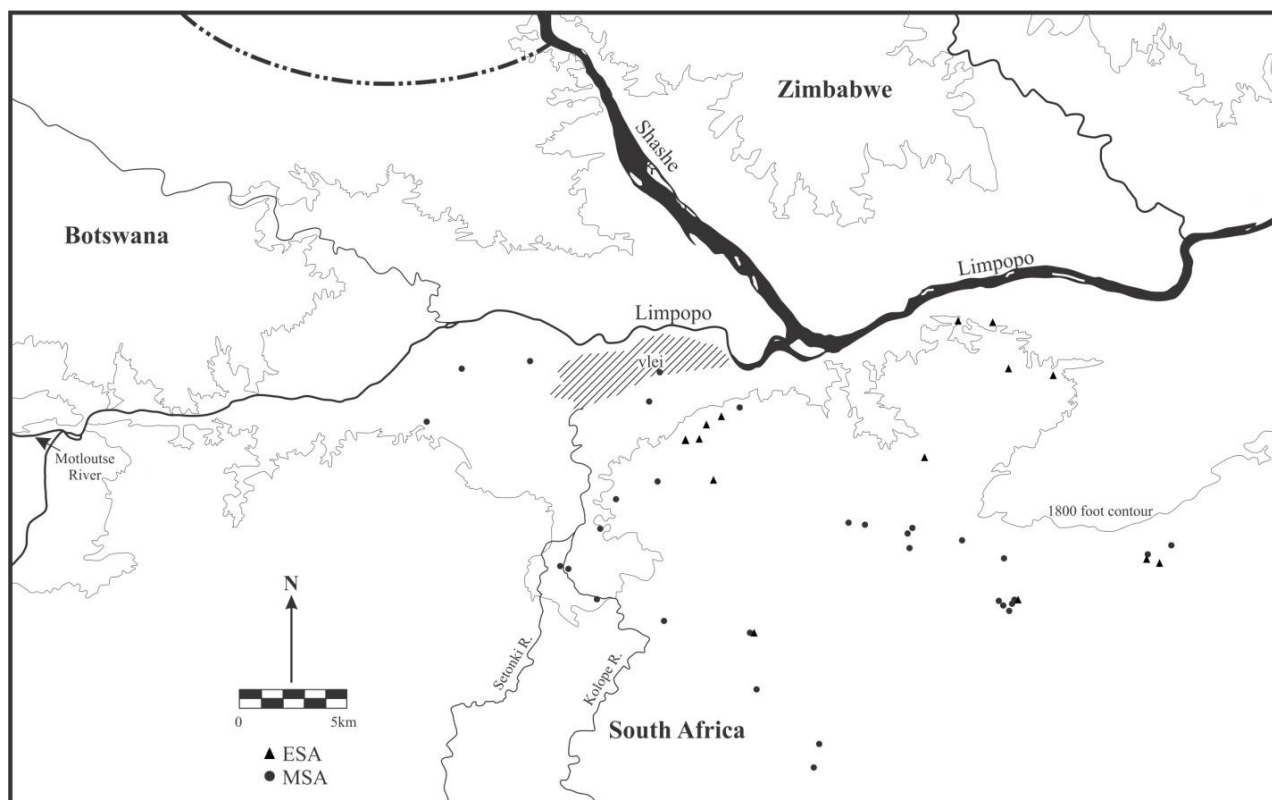 Zimbabwe
Shashe
Botswana
Limpopo
Limpopo
vlei
Motloutse
River
1800 foot contour
N
Setonki R.
Kolope R.
0 5km
South Africa
ESA
MSA